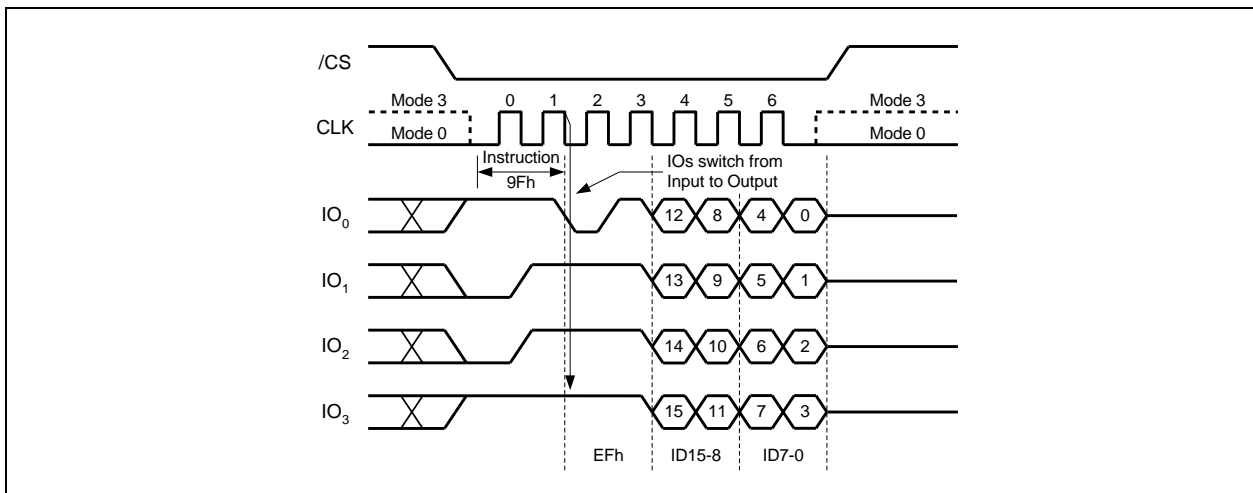 /CS
Mode 3 0 1 2 3 4 5 6 Mode 3
CLK Mode 0 Mode 0
Instruction
9Fh
IOs switch from
Input to Output
IO0 12 8 4 0
IO1 13 9 5 1
IO2 14 10 6 2
IO3 15 11 7 3
EFh ID15-8 ID7-0